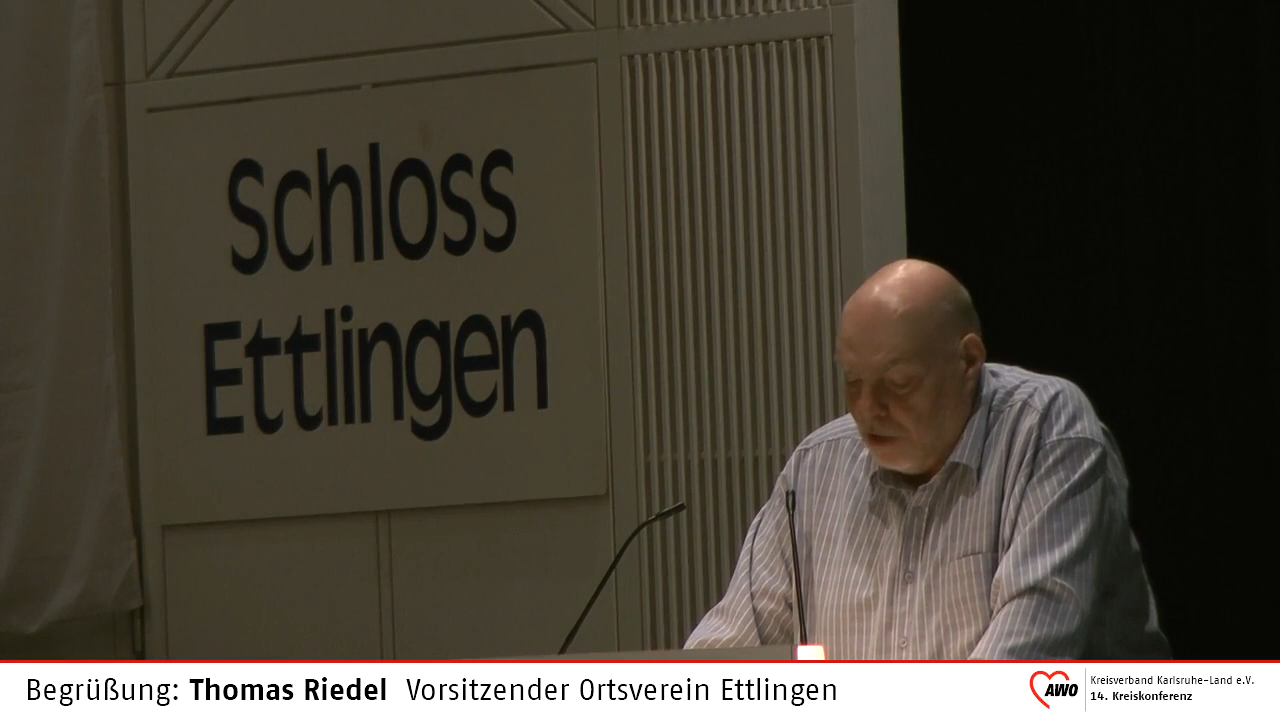 Schloss
Ettlingen
Begrüßung: Thomas Riedel Vorsitzender Ortsverein Ettlingen
AWO
Kreisverband Karlsruhe-Land e.V.
14. Kreiskonferenz